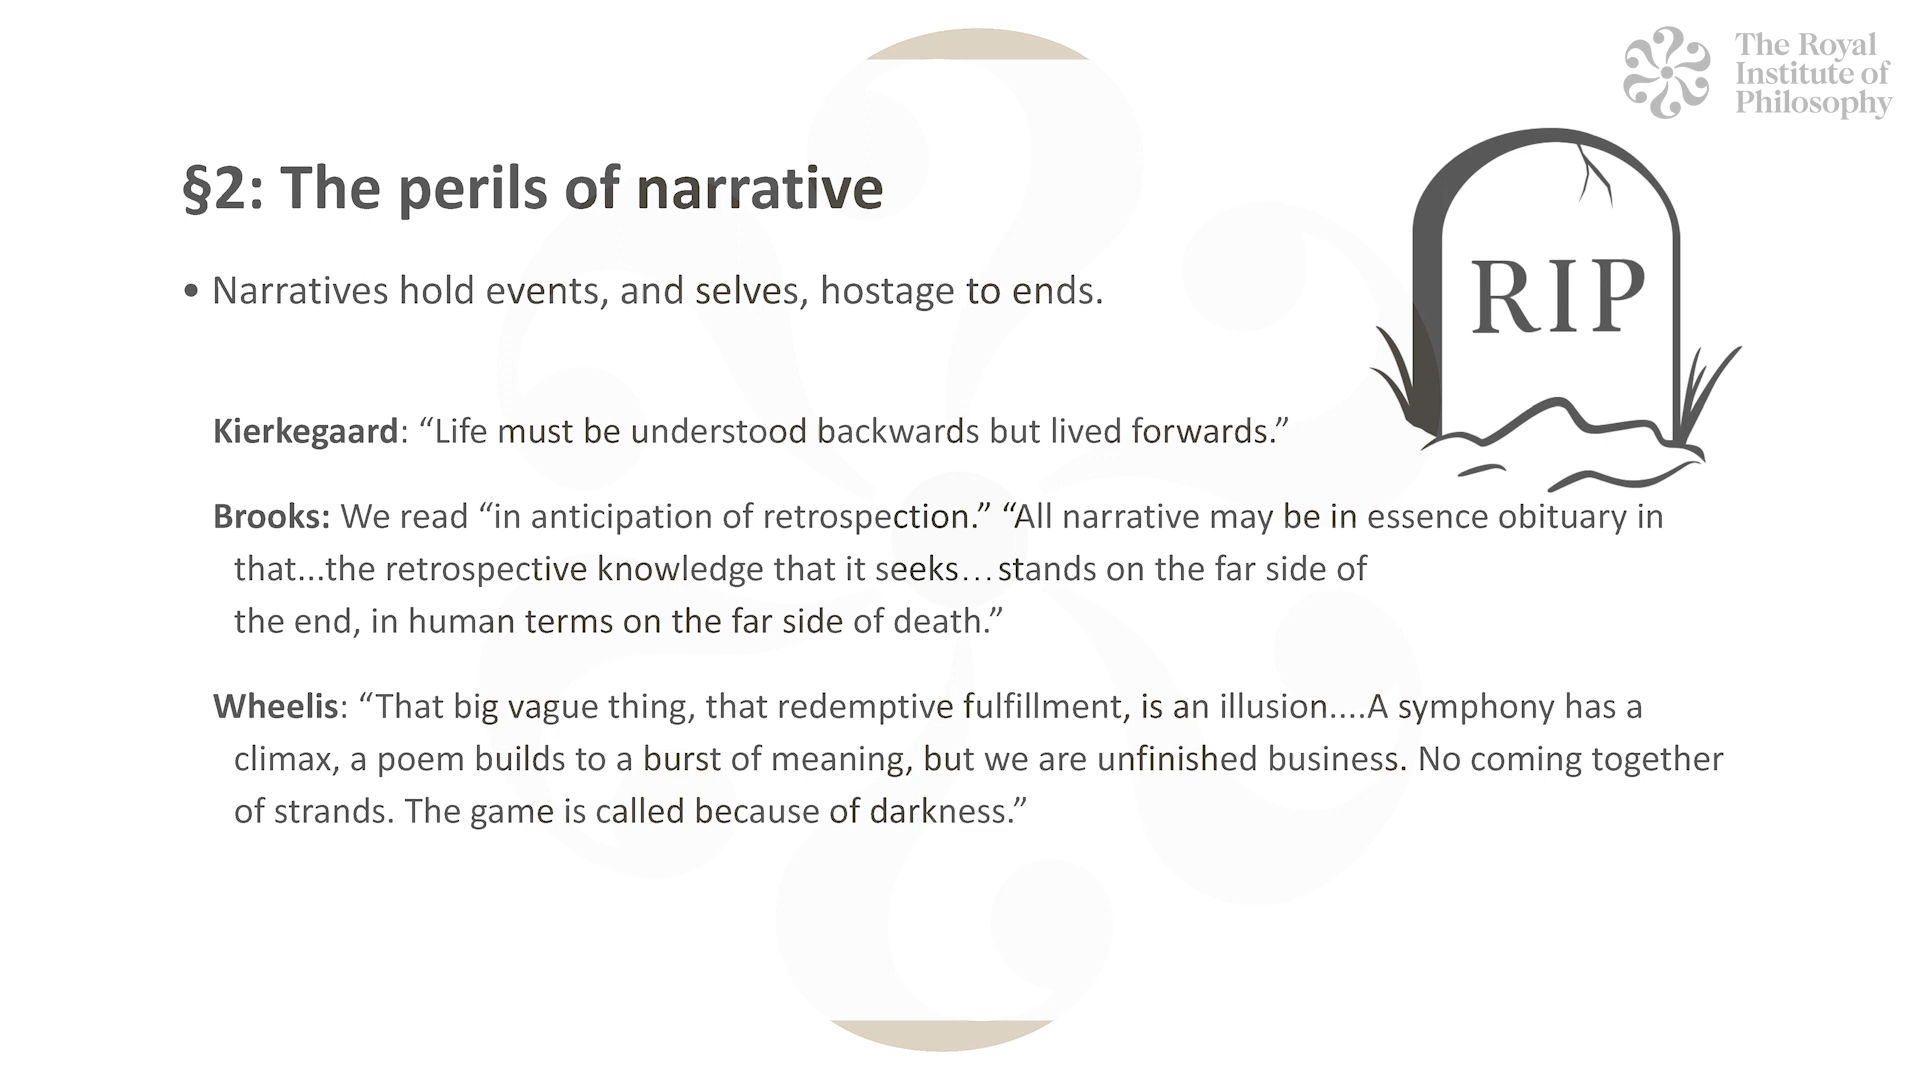 The Royal
Institute of
Philosophy
§2: The perils of narrative
• Narratives hold events, and selves, hostage to ends.
RIP
Kierkegaard: “Life must be understood backwards but lived forwards.”
Brooks: We read “in anticipation of retrospection.” “All narrative may be in essence obituary in
that...the retrospective knowledge that it seeks…stands on the far side of
the end, in human terms on the far side of death.”
Wheelis: “That big vague thing, that redemptive fulfillment, is an illusion....A symphony has a
climax, a poem builds to a burst of meaning, but we are unfinished business. No coming together
of strands. The game is called because of darkness.”